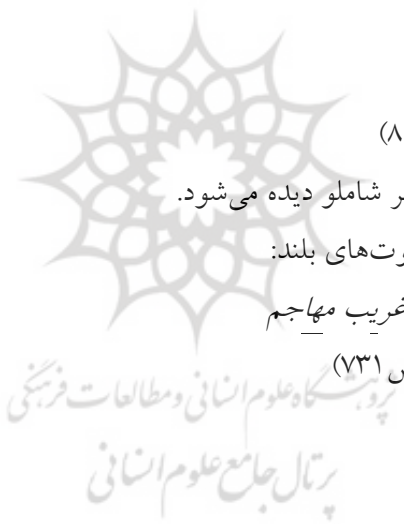 ۸)
ر شاملو دیده می‌شود.
وت‌های بلند:
غریب مهاجم
س ۷۳۱)
پژوهشگاه علوم انسانی و مطالعات فرهنگی
پرتال جامع علوم انسانی